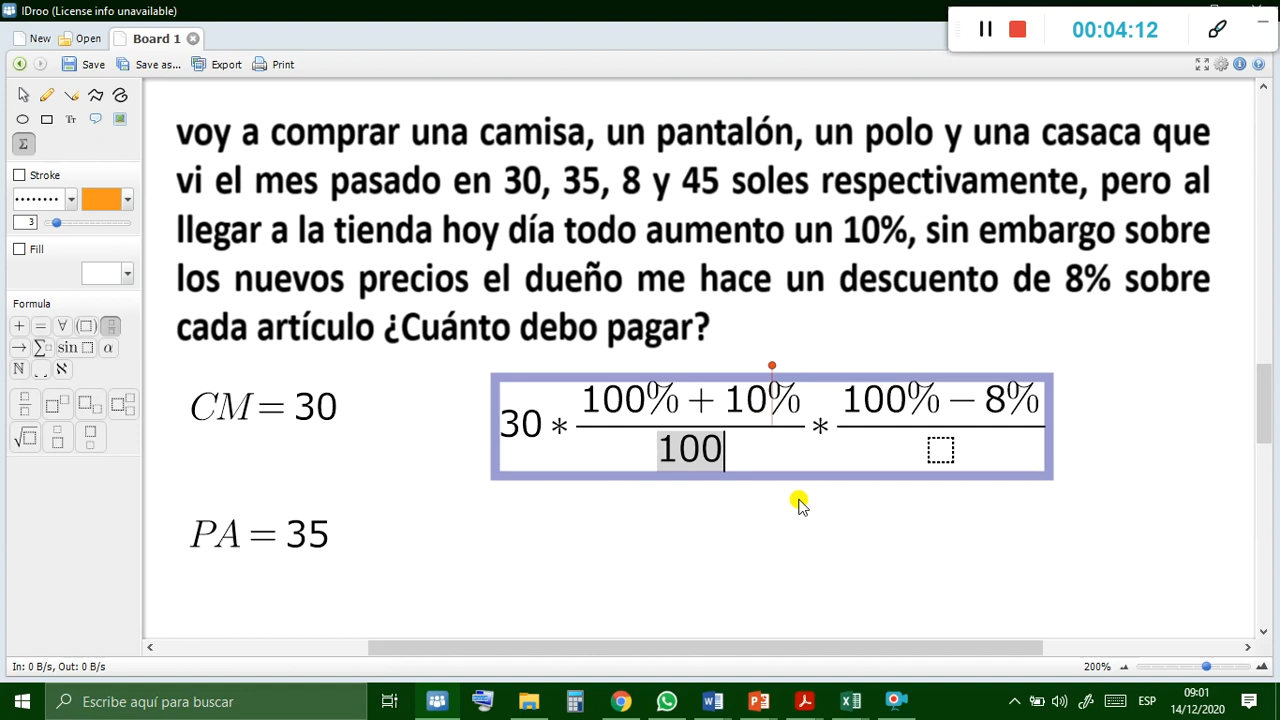 IDroo (License info unavailable)
00:04:12
New Open Board 1
Save Save as... Export Print
voy a comprar una camisa, un pantalón, un polo y una casaca que
vi el mes pasado en 30, 35, 8 y 45 soles respectivamente, pero al
llegar a la tienda hoy día todo aumento un 10%, sin embargo sobre
los nuevos precios el dueño me hace un descuento de 8% sobre
cada artículo ¿Cuánto debo pagar?
Tr
Σ
Stroke
3
Fill
Formula
+ = ∀ (□)
→ Σ□ sin □ α
N ℵ
CM = 30
30 * 100% + 10% / 100 * 100% − 8% / □
PA = 35
In: 0 B/s, Out: 0 B/s
200%
Escribe aquí para buscar
ESP
09:01
14/12/2020